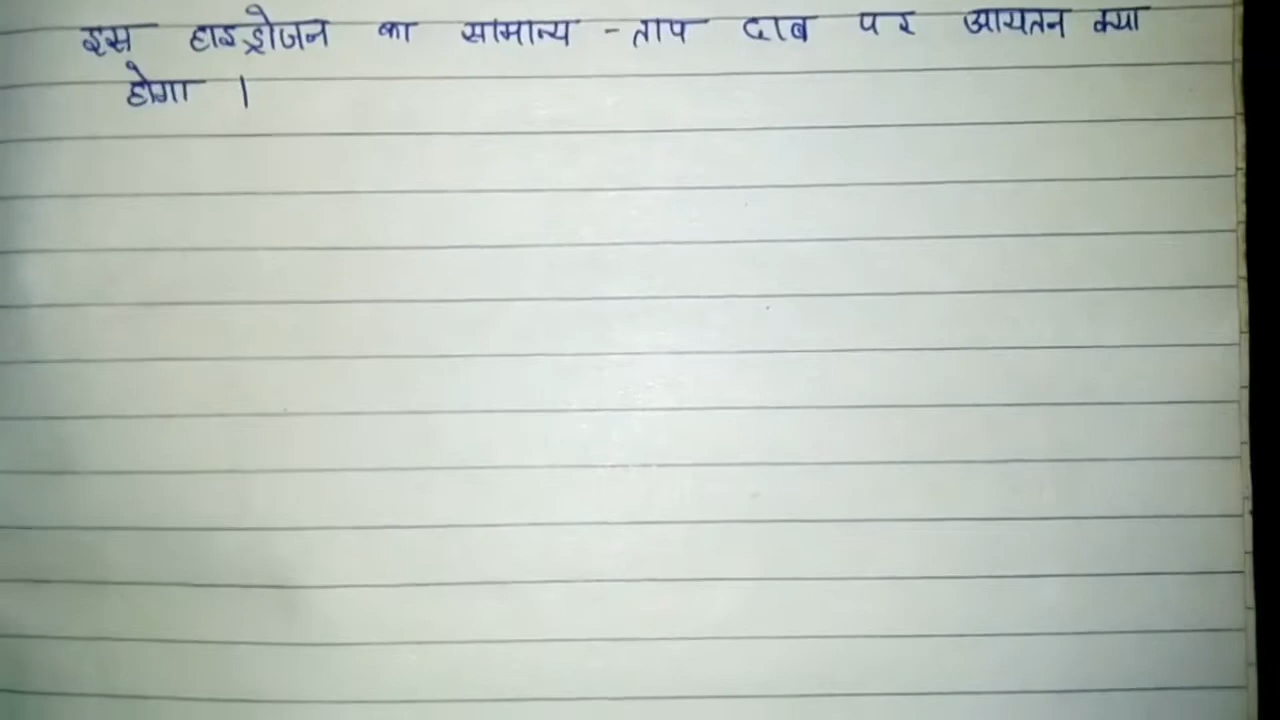 इस हाइड्रोजन का सामान्य - ताप दाब पर आयतन क्या
होगा ।